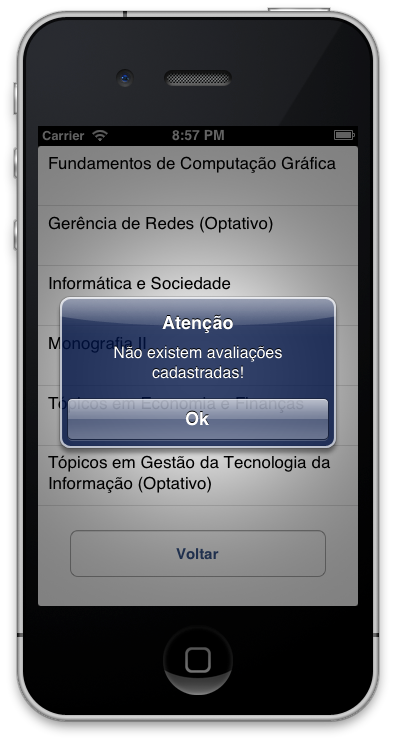 Carrier 8:57 PM
Fundamentos de Computação Gráfica
Gerência de Redes (Optativo)
Informática e Sociedade
Monografia II
Atenção
Não existem avaliações
cadastradas!
Tópicos em Economia e Finanças
Ok
Tópicos em Gestão da Tecnologia da
Informação (Optativo)
Voltar